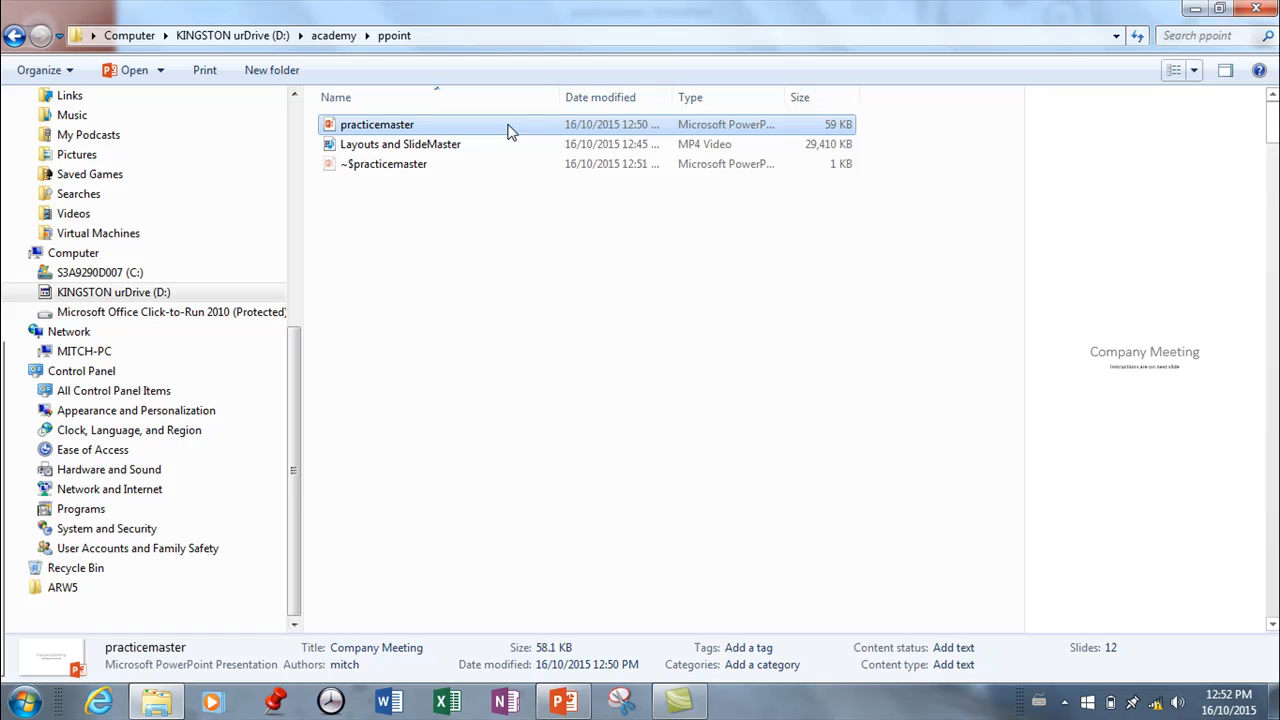 Computer KINGSTON urDrive (D:) academy ppoint Search ppoint
Organize Open Print New folder
Name Date modified Type Size
practicemaster 16/10/2015 12:50 ... Microsoft PowerP... 59 KB
Layouts and SlideMaster 16/10/2015 12:45 ... MP4 Video 29,410 KB
~$practicemaster 16/10/2015 12:51 ... Microsoft PowerP... 1 KB
Links
Music
My Podcasts
Pictures
Saved Games
Searches
Videos
Virtual Machines
Computer
S3A9290D007 (C:)
KINGSTON urDrive (D:)
Microsoft Office Click-to-Run 2010 (Protected)
Network
MITCH-PC
Control Panel
All Control Panel Items
Appearance and Personalization
Clock, Language, and Region
Ease of Access
Hardware and Sound
Network and Internet
Programs
System and Security
User Accounts and Family Safety
Recycle Bin
ARW5
Company Meeting
Instructions are on next slide
practicemaster Title: Company Meeting Size: 58.1 KB Tags: Add a tag Content status: Add text Slides: 12
Microsoft PowerPoint Presentation Authors: mitch Date modified: 16/10/2015 12:50 PM Categories: Add a category Content type: Add text
12:52 PM
16/10/2015